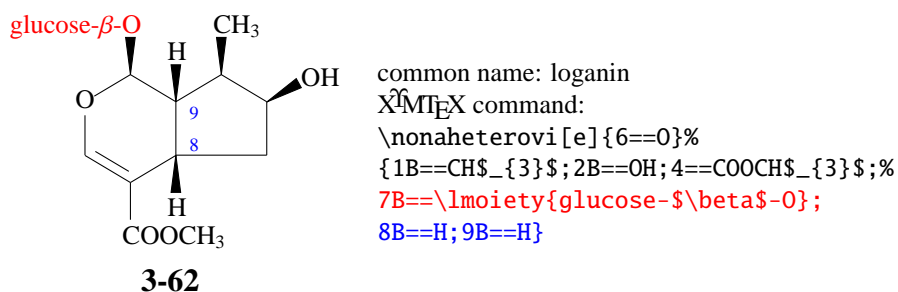 glucose-β-O
CH₃
H
OH
O
9
8
H
COOCH₃
3-62
common name: loganin
XΥMTEX command:
\nonaheterovi[e]{6==O}%
{1B==CH$_{3}$;2B==OH;4==COOCH$_{3}$;%
7B==\lmoiety{glucose-$\beta$-O};
8B==H;9B==H}